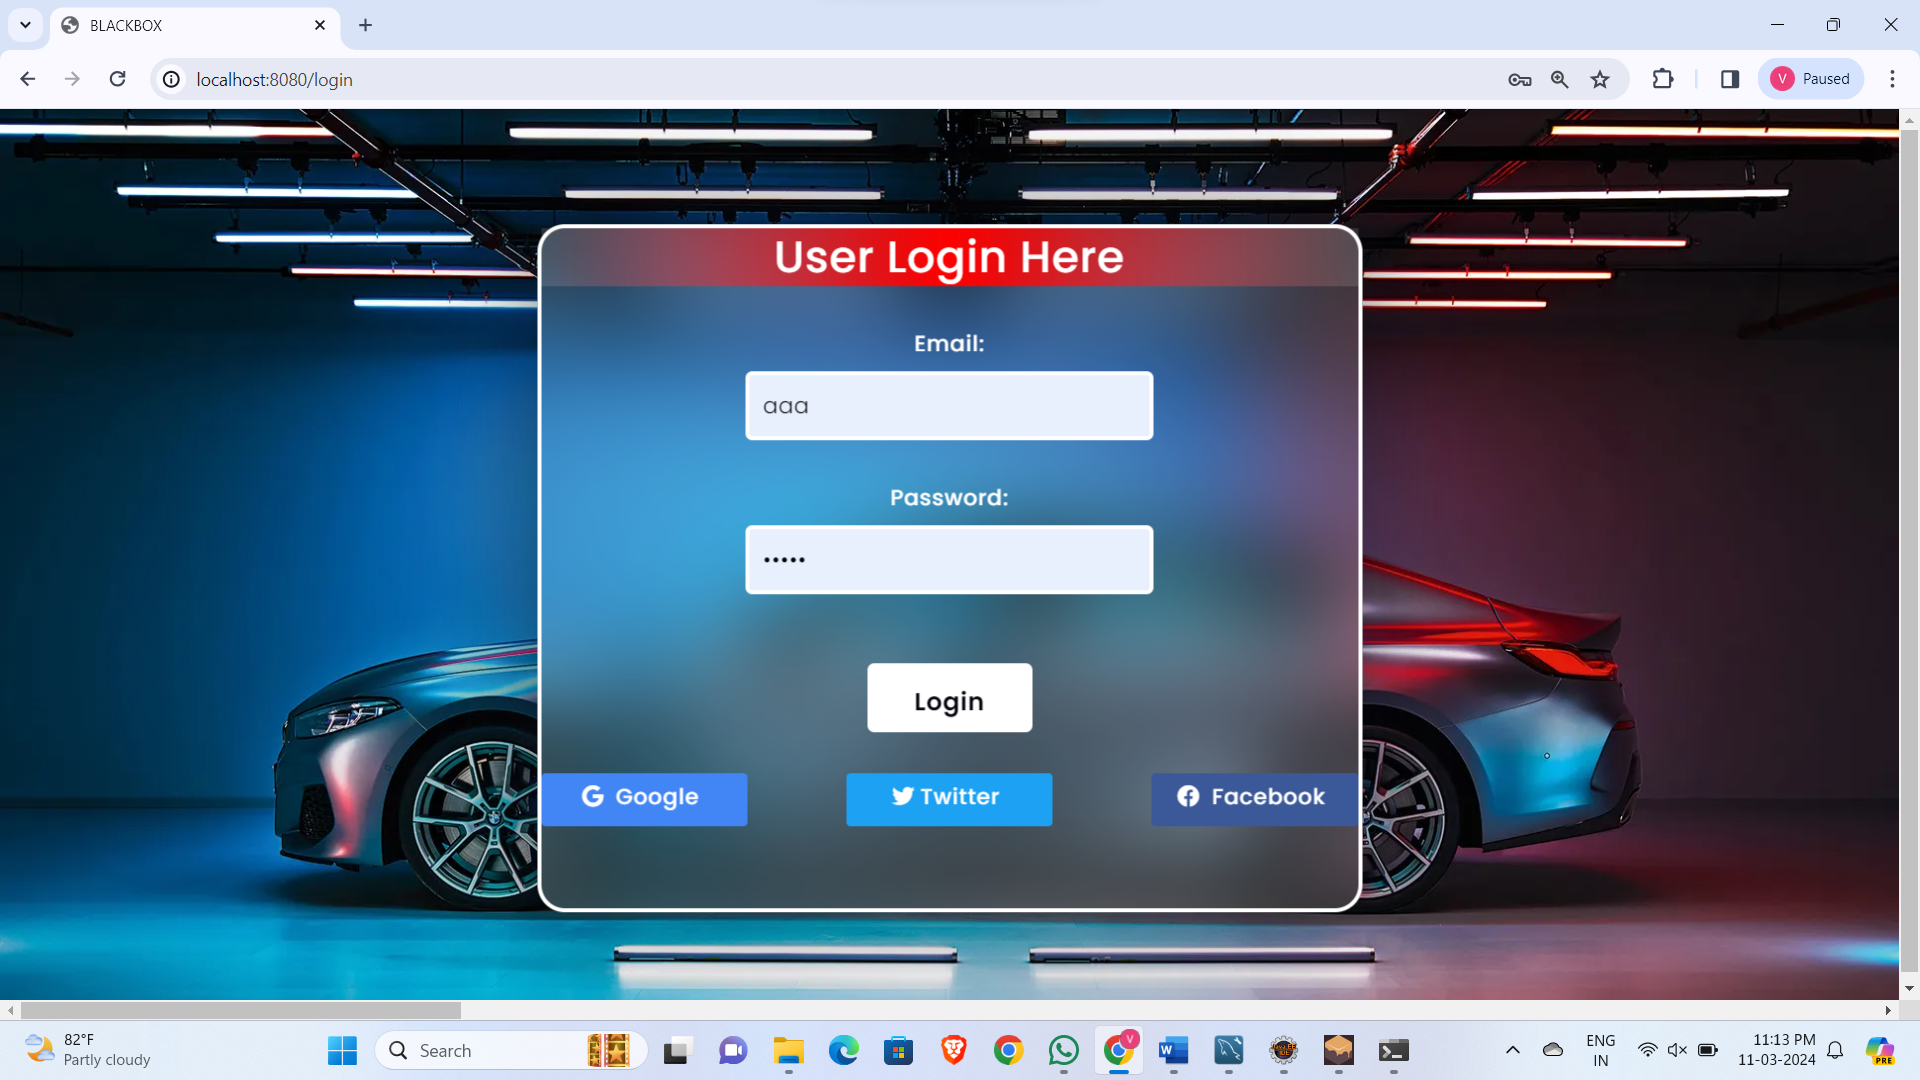 BLACKBOX
localhost:8080/login
V Paused
User Login Here
Email:
aaa
Password:
•••••
Login
Google
Twitter
Facebook
82°F
Partly cloudy
Search
V
W
ENG
IN
11:13 PM
11-03-2024
PRE